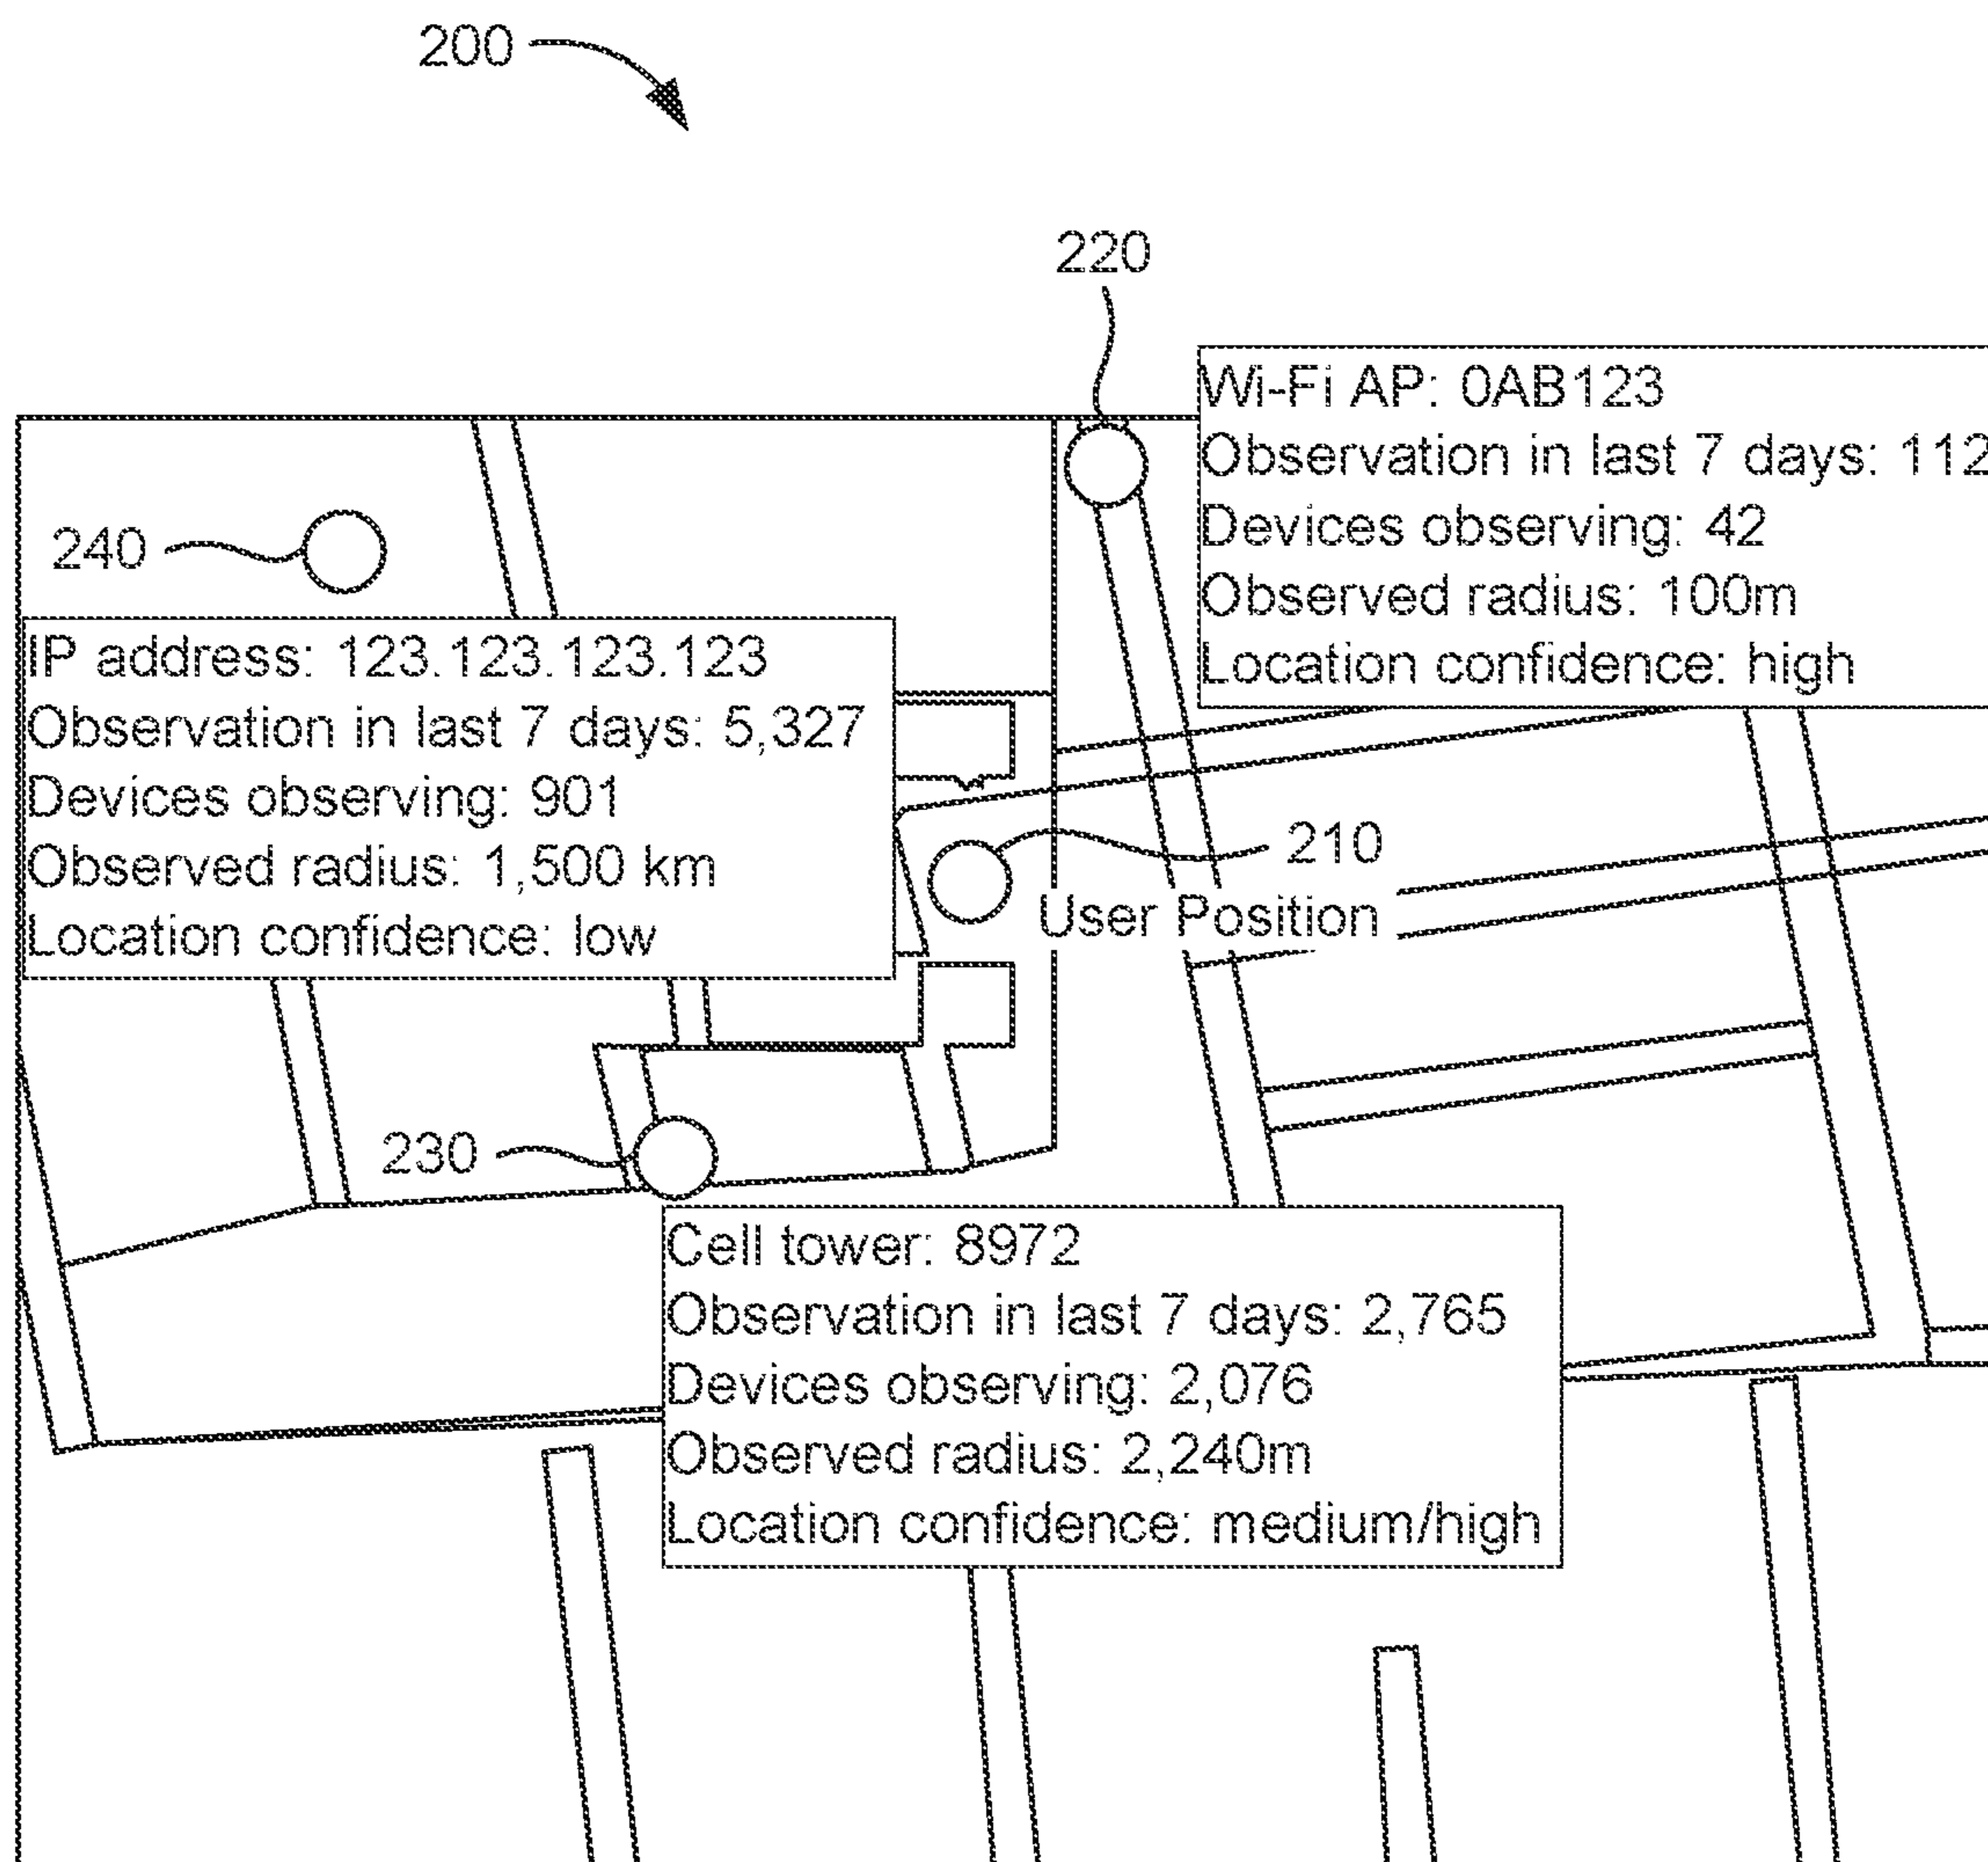 200
220
Wi-Fi AP: 0AB123
Observation in last 7 days: 112
Devices observing: 42
Observed radius: 100m
Location confidence: high
240
IP address: 123.123.123.123
Observation in last 7 days: 5,327
Devices observing: 901
Observed radius: 1,500 km
Location confidence: low
210
User Position
230
Cell tower: 8972
Observation in last 7 days: 2,765
Devices observing: 2,076
Observed radius: 2,240m
Location confidence: medium/high